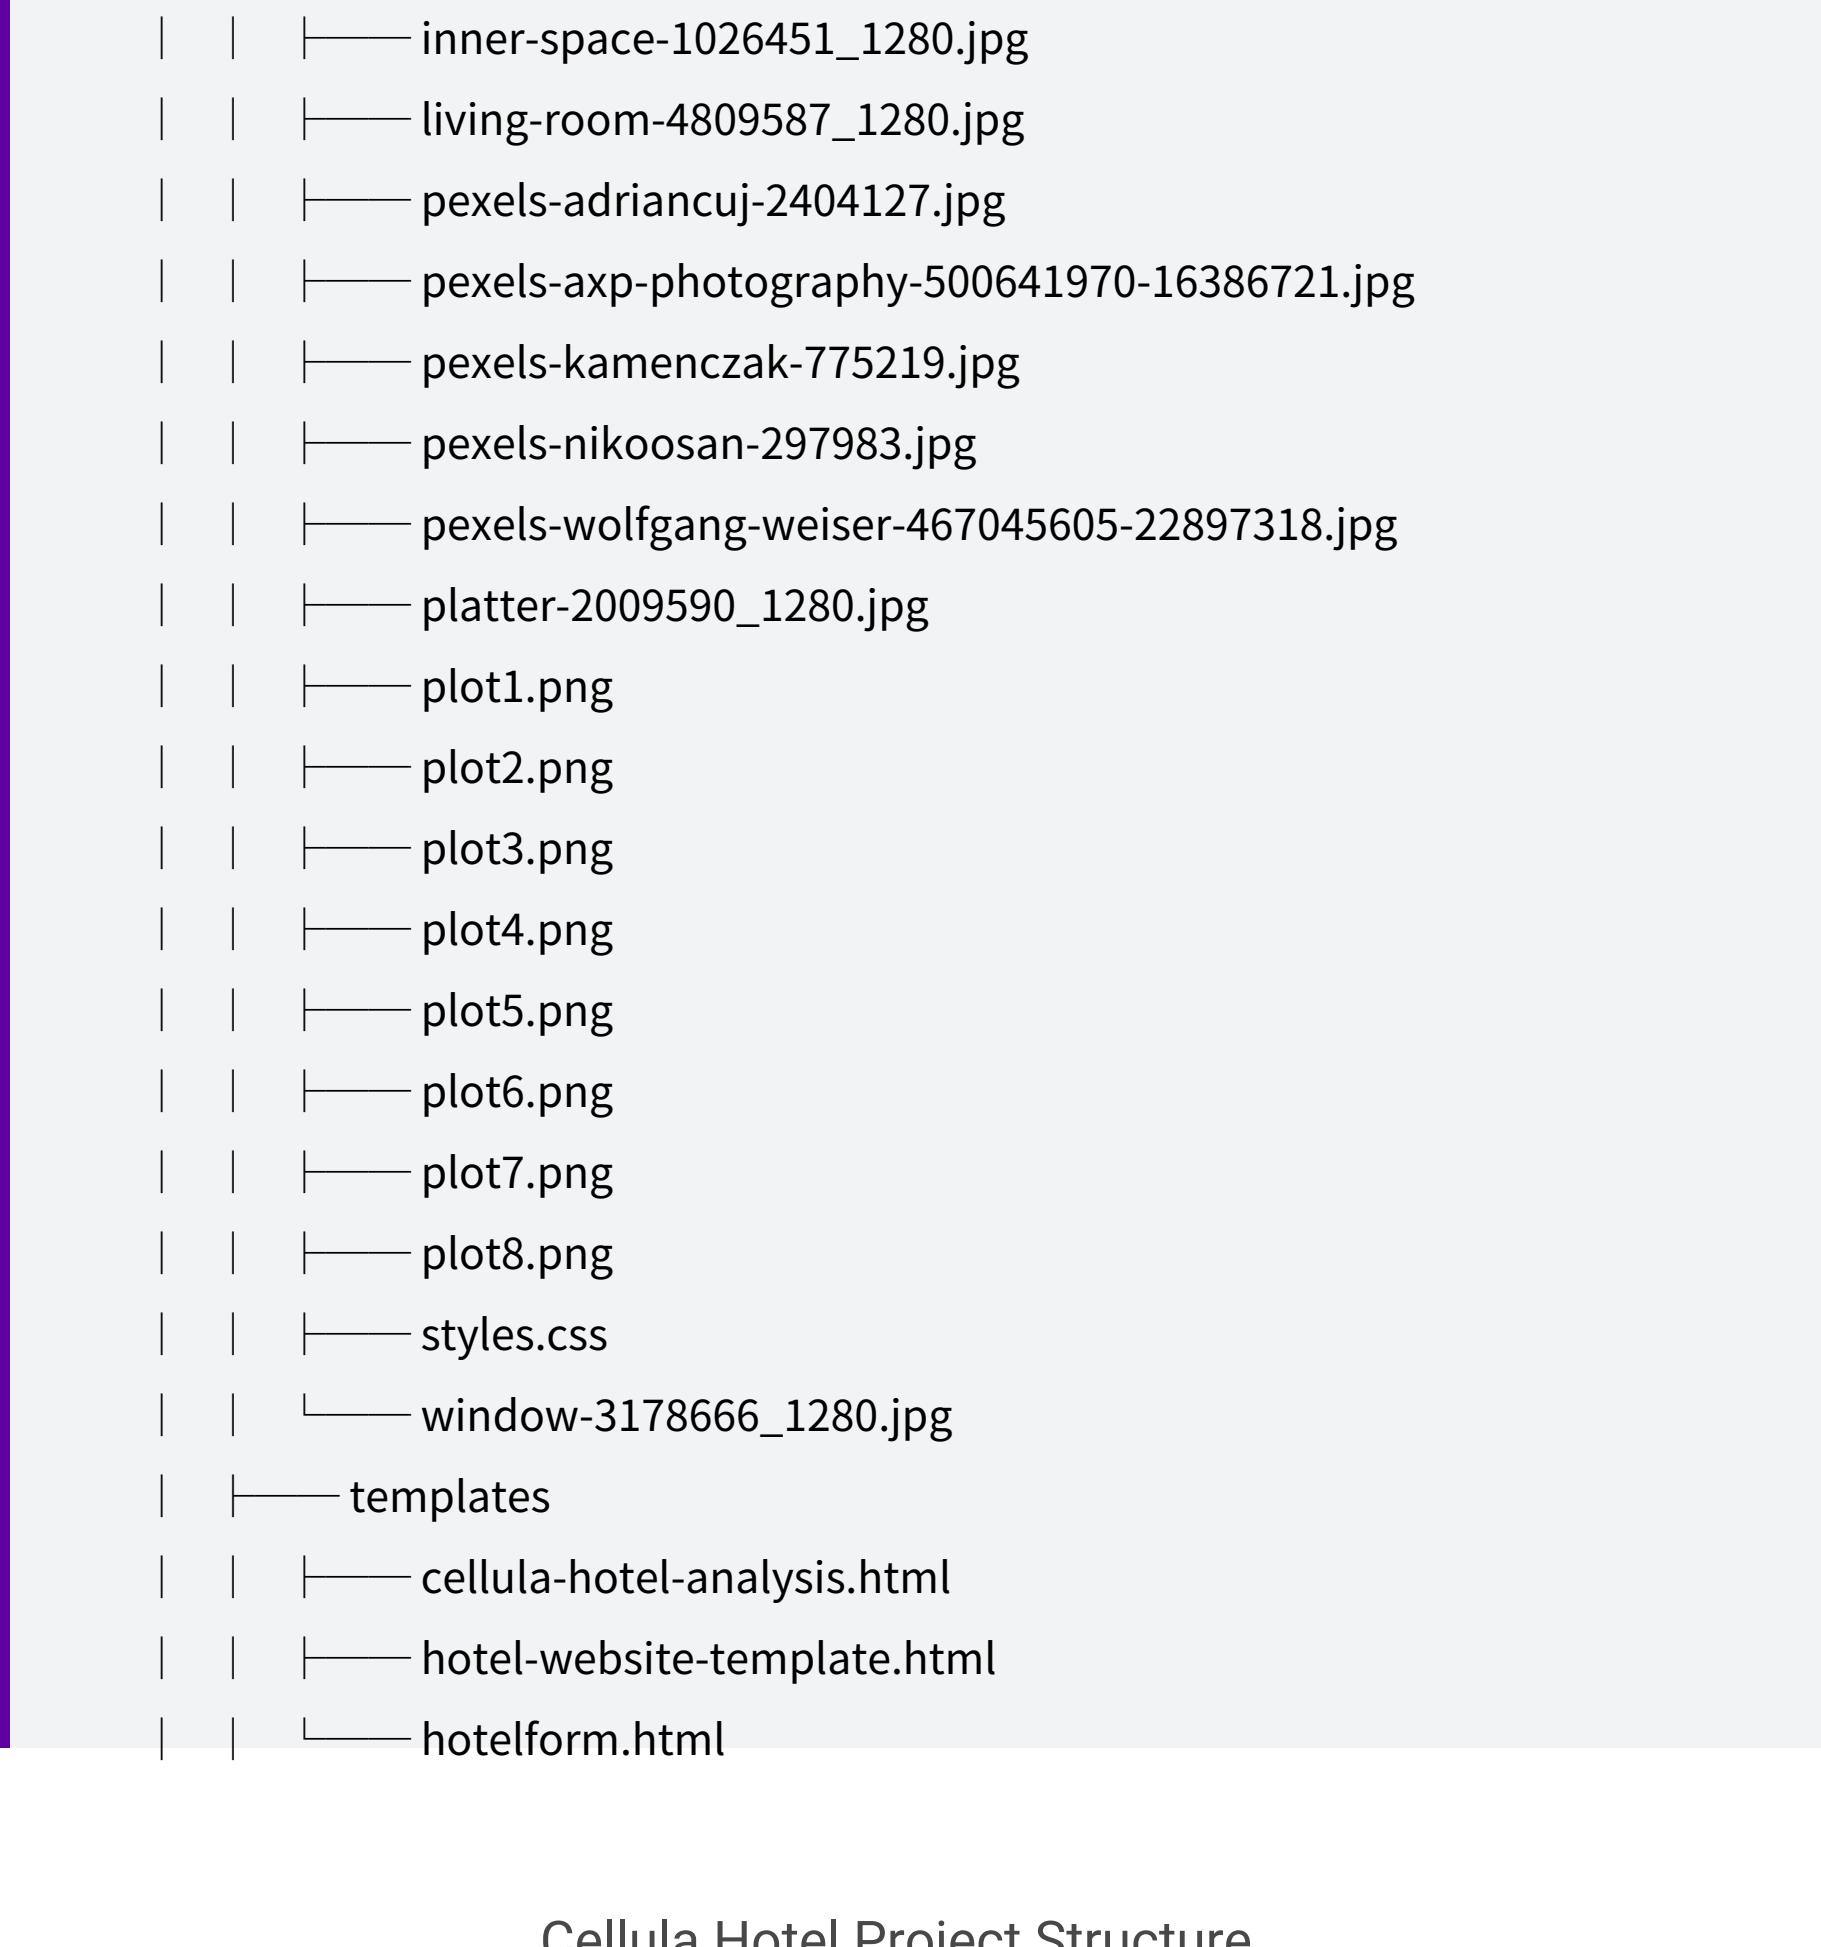 │ │ ├── inner-space-1026451_1280.jpg
│ │ ├── living-room-4809587_1280.jpg
│ │ ├── pexels-adriancuj-2404127.jpg
│ │ ├── pexels-axp-photography-500641970-16386721.jpg
│ │ ├── pexels-kamenczak-775219.jpg
│ │ ├── pexels-nikoosan-297983.jpg
│ │ ├── pexels-wolfgang-weiser-467045605-22897318.jpg
│ │ ├── platter-2009590_1280.jpg
│ │ ├── plot1.png
│ │ ├── plot2.png
│ │ ├── plot3.png
│ │ ├── plot4.png
│ │ ├── plot5.png
│ │ ├── plot6.png
│ │ ├── plot7.png
│ │ ├── plot8.png
│ │ ├── styles.css
│ │ └── window-3178666_1280.jpg
│ ├── templates
│ │ ├── cellula-hotel-analysis.html
│ │ ├── hotel-website-template.html
│ │ └── hotelform.html
Cellula Hotel Project Structure